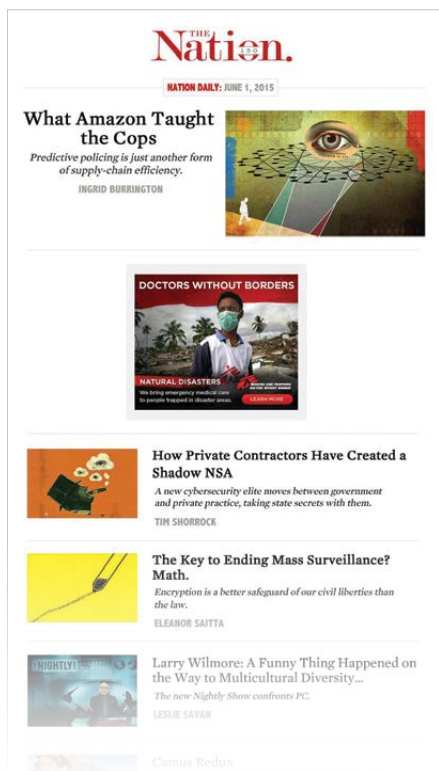 THE
Nation.
150
NATION DAILY: JUNE 1, 2015
What Amazon Taught
the Cops
Predictive policing is just another form
of supply-chain efficiency.
INGRID BURRINGTON
DOCTORS WITHOUT BORDERS
NATURAL DISASTERS
We bring emergency medical care
to people trapped in disaster areas.
LEARN MORE
How Private Contractors Have Created a
Shadow NSA
A new cybersecurity elite moves between government
and private practice, taking state secrets with them.
TIM SHORROCK
The Key to Ending Mass Surveillance?
Math.
Encryption is a better safeguard of our civil liberties than
the law.
ELEANOR SAITTA
#NIGHTLY
Larry Wilmore: A Funny Thing Happened on
the Way to Multicultural Diversity…
The new Nightly Show confronts PC.
LESLIE SAVAN
Camus Redux